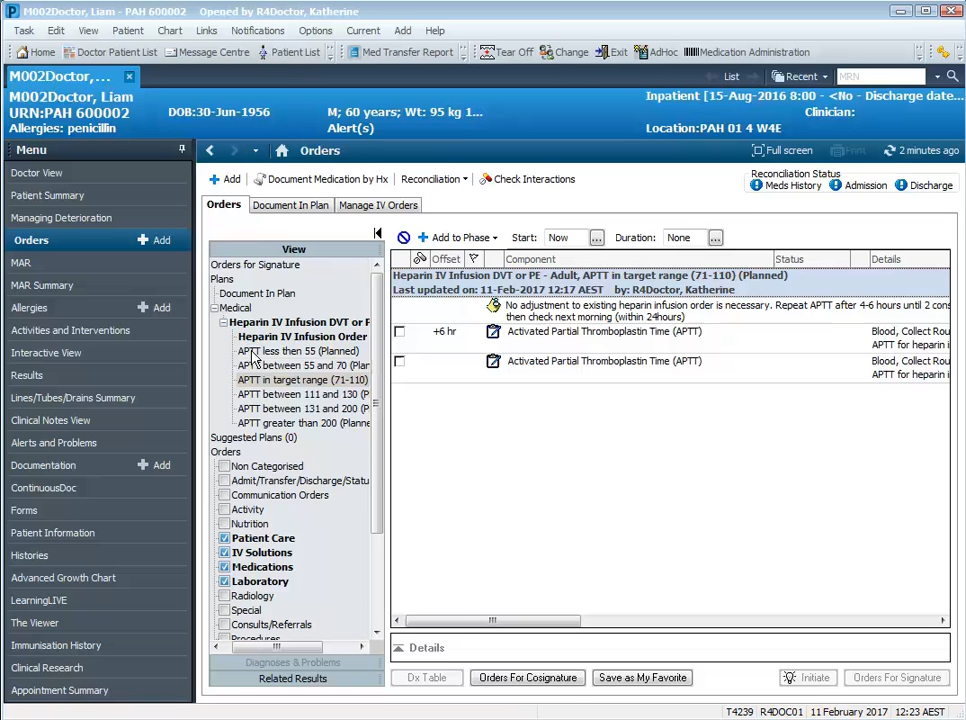 M002Doctor, Liam - PAH 600002 Opened by R4Doctor, Katherine
Task Edit View Patient Chart Links Notifications Options Current Add Help
Home Doctor Patient List Message Centre Patient List Med Transfer Report Tear Off Change Exit AdHoc Medication Administration
M002Doctor,... List Recent MRN
M002Doctor, Liam
URN:PAH 600002
Allergies: penicillin
DOB:30-Jun-1956
M; 60 years; Wt: 95 kg 1...
Alert(s)
Inpatient [15-Aug-2016 8:00 - <No - Discharge date...
Clinician:
Location:PAH 01 4 W4E
Menu
Orders
Full screen Print 2 minutes ago
Doctor View
Patient Summary
Managing Deterioration
Orders Add
MAR
MAR Summary
Allergies Add
Activities and Interventions
Interactive View
Results
Lines/Tubes/Drains Summary
Clinical Notes View
Alerts and Problems
Documentation Add
ContinuousDoc
Forms
Patient Information
Histories
Advanced Growth Chart
LearningLIVE
The Viewer
Immunisation History
Clinical Research
Appointment Summary
Add Document Medication by Hx Reconciliation Check Interactions
Reconciliation Status
Meds History Admission Discharge
Orders Document In Plan Manage IV Orders
View
Orders for Signature
Plans
Document In Plan
Medical
Heparin IV Infusion DVT or F
Heparin IV Infusion Order
APTT less then 55 (Planned)
APTT between 55 and 70 (Plar
APTT in target range (71-110)
APTT between 111 and 130 (P
APTT between 131 and 200 (P
APTT greater than 200 (Planne
Suggested Plans (0)
Orders
Non Categorised
Admit/Transfer/Discharge/Statu
Communication Orders
Activity
Nutrition
Patient Care
IV Solutions
Medications
Laboratory
Radiology
Special
Consults/Referrals
Procedures
Diagnoses & Problems
Related Results
Add to Phase Start: Now ... Duration: None ...
Offset Component Status Details
Heparin IV Infusion DVT or PE - Adult, APTT in target range (71-110) (Planned)
Last updated on: 11-Feb-2017 12:17 AEST by: R4Doctor, Katherine
No adjustment to existing heparin infusion order is necessary. Repeat APTT after 4-6 hours until 2 cons
then check next morning (within 24hours)
+6 hr Activated Partial Thromboplastin Time (APTT) Blood, Collect Rou
APTT for heparin i
Activated Partial Thromboplastin Time (APTT) Blood, Collect Rou
APTT for heparin i
Details
Dx Table Orders For Cosignature Save as My Favorite Initiate Orders For Signature
T4239 R4DOC01 11 February 2017 12:23 AEST